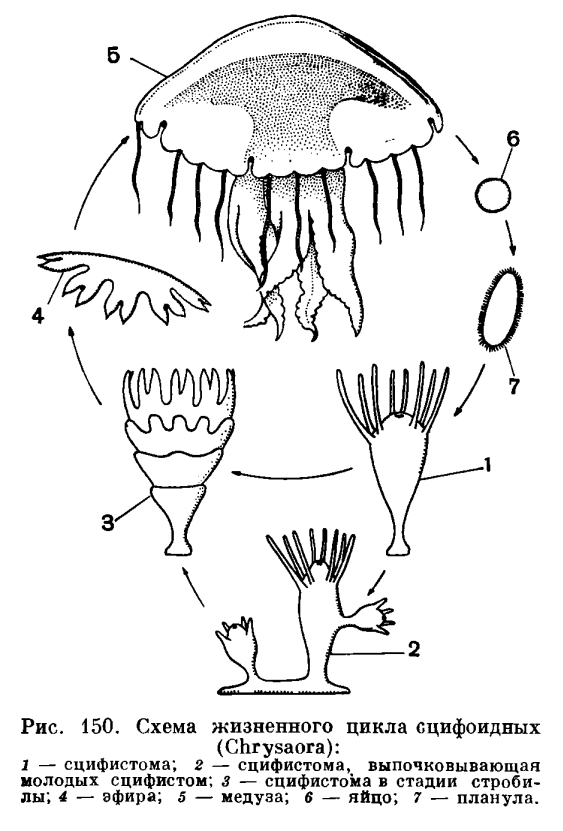 5
6
4
7
1
3
2
Рис. 150. Схема жизненного цикла сцифоидных
(Chrysaora):
1 — сцифистома; 2 — сцифистома, выпочковывающая
молодых сцифистом; 3 — сцифистома в стадии строби-
лы; 4 — эфира; 5 — медуза; 6 — яйцо; 7 — планула.